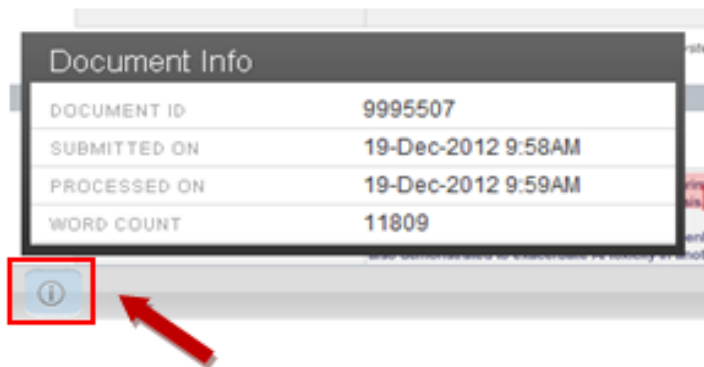 Document Info
DOCUMENT ID 9995507
SUBMITTED ON 19-Dec-2012 9:58AM
PROCESSED ON 19-Dec-2012 9:59AM
WORD COUNT 11809